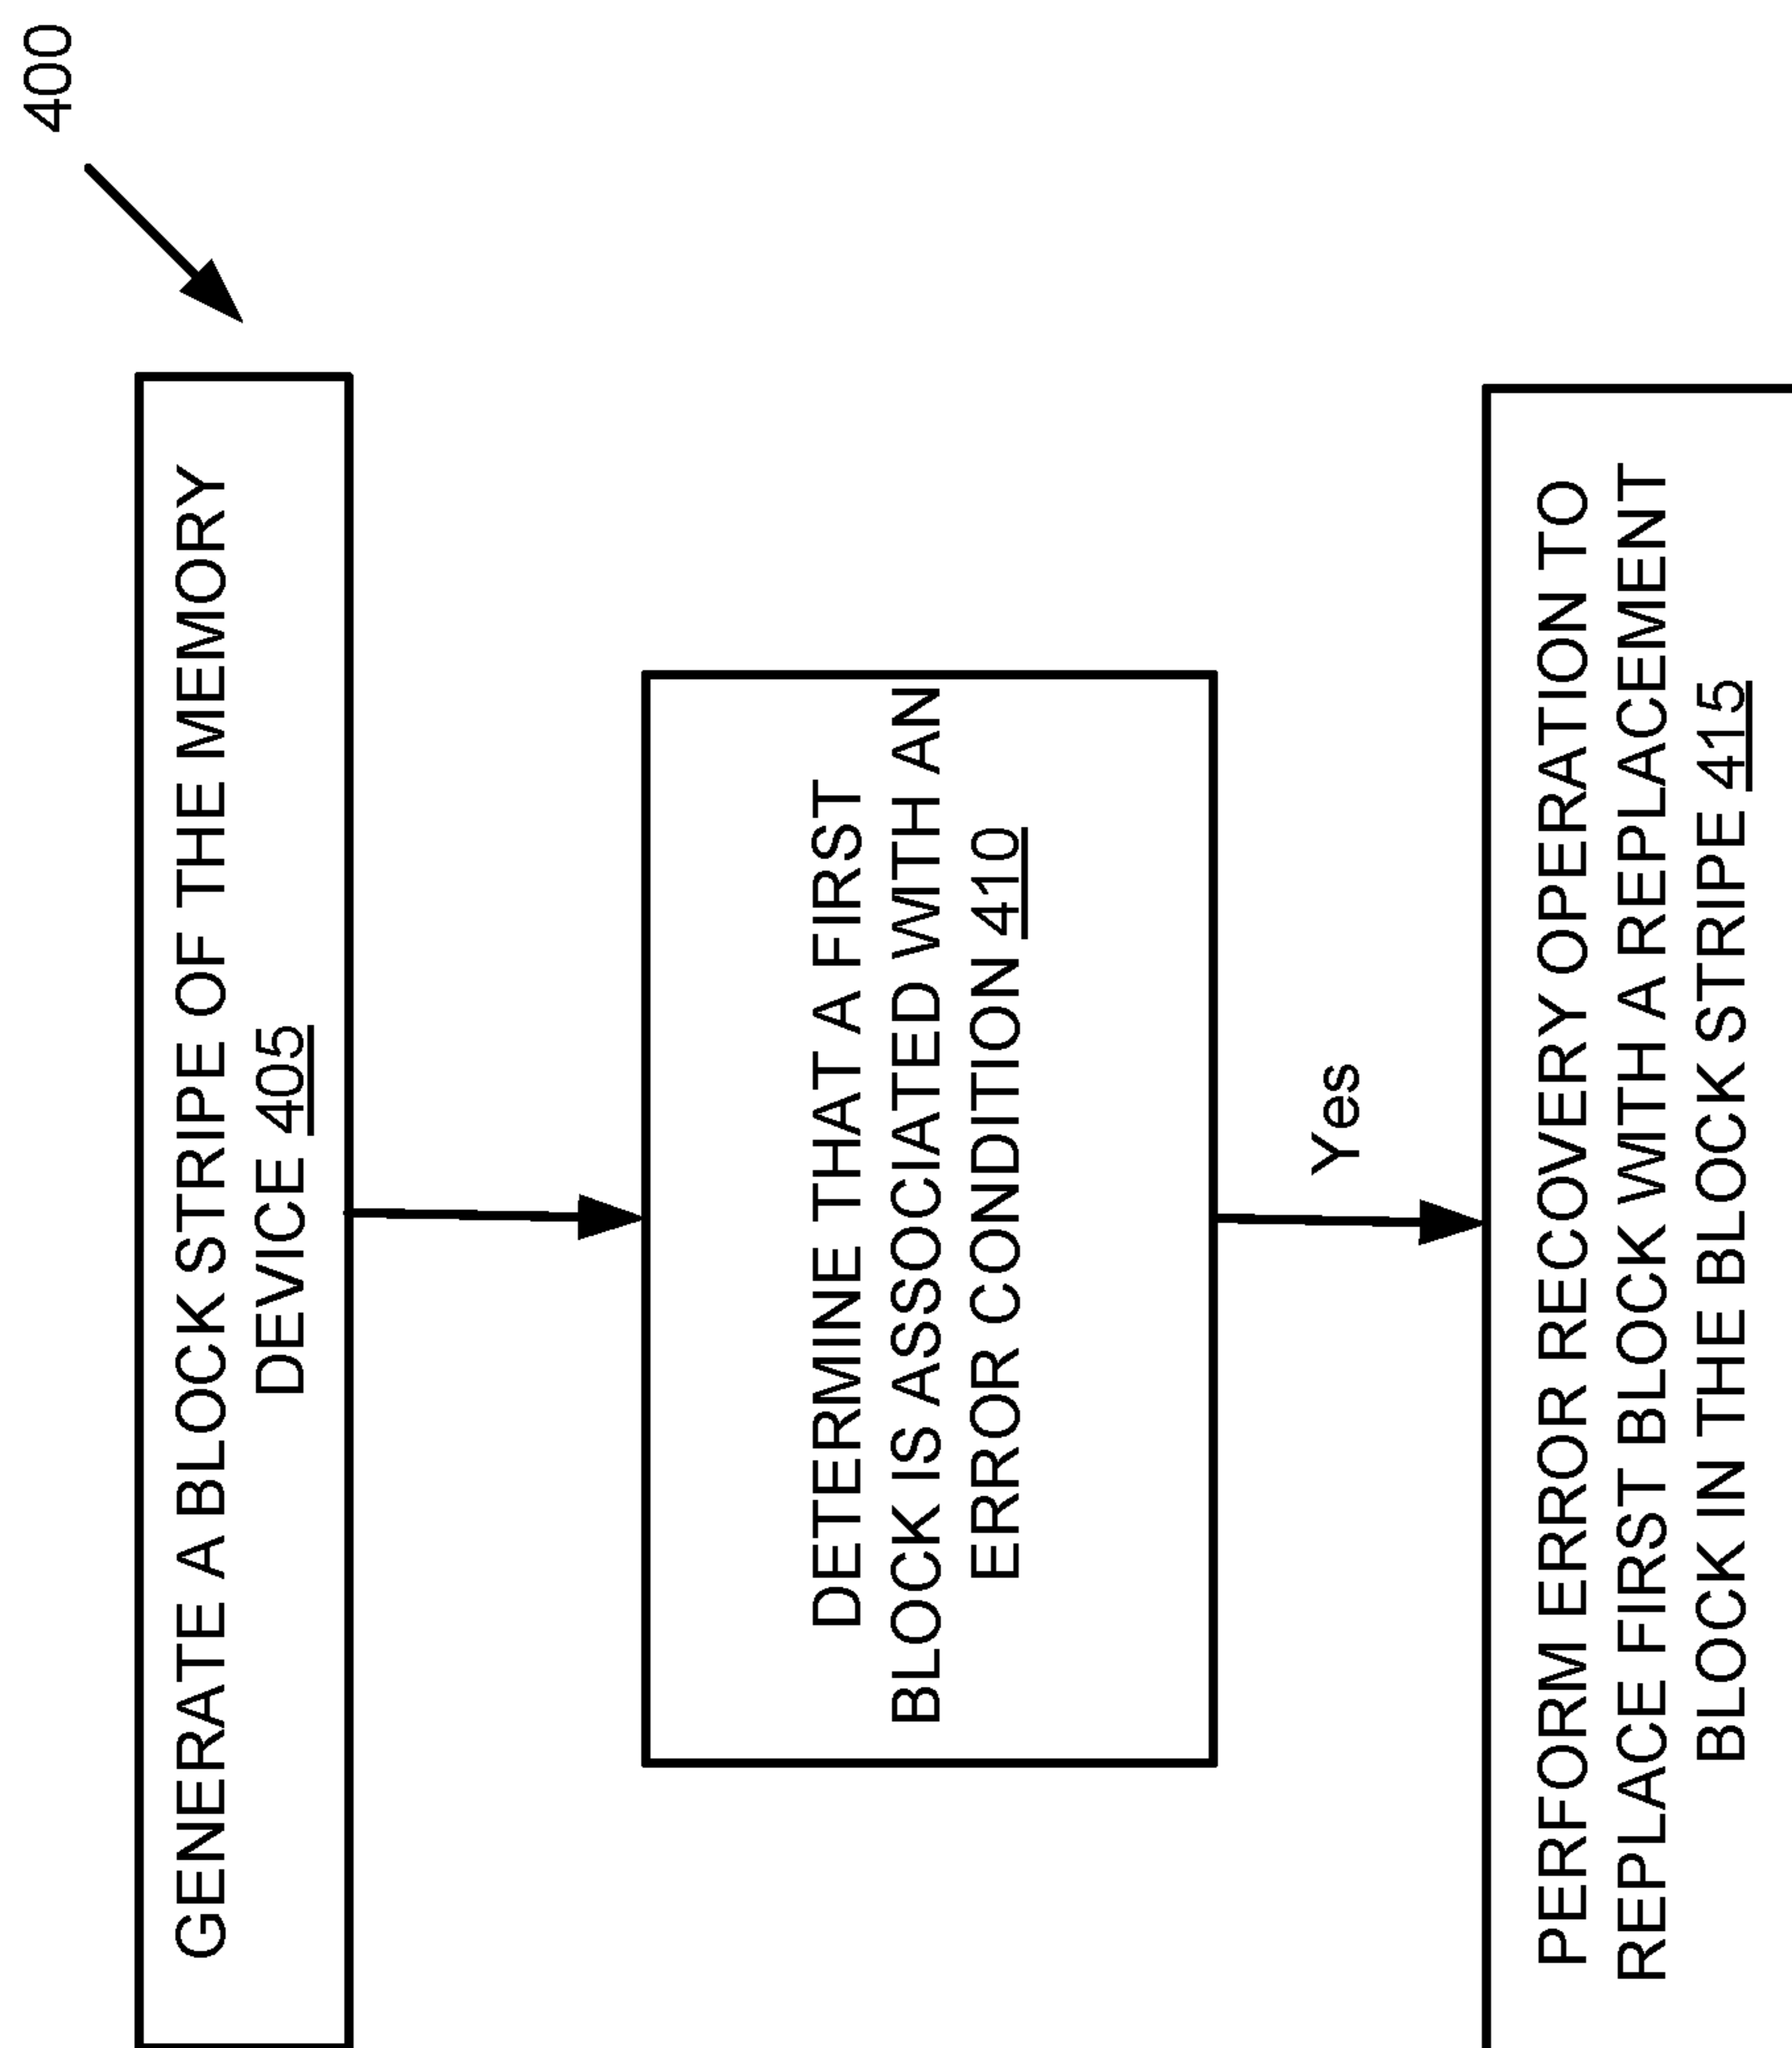 400
GENERATE A BLOCK STRIPE OF THE MEMORY
DEVICE 405
DETERMINE THAT A FIRST
BLOCK IS ASSOCIATED WITH AN
ERROR CONDITION 410
Yes
PERFORM ERROR RECOVERY OPERATION TO
REPLACE FIRST BLOCK WITH A REPLACEMENT
BLOCK IN THE BLOCK STRIPE 415